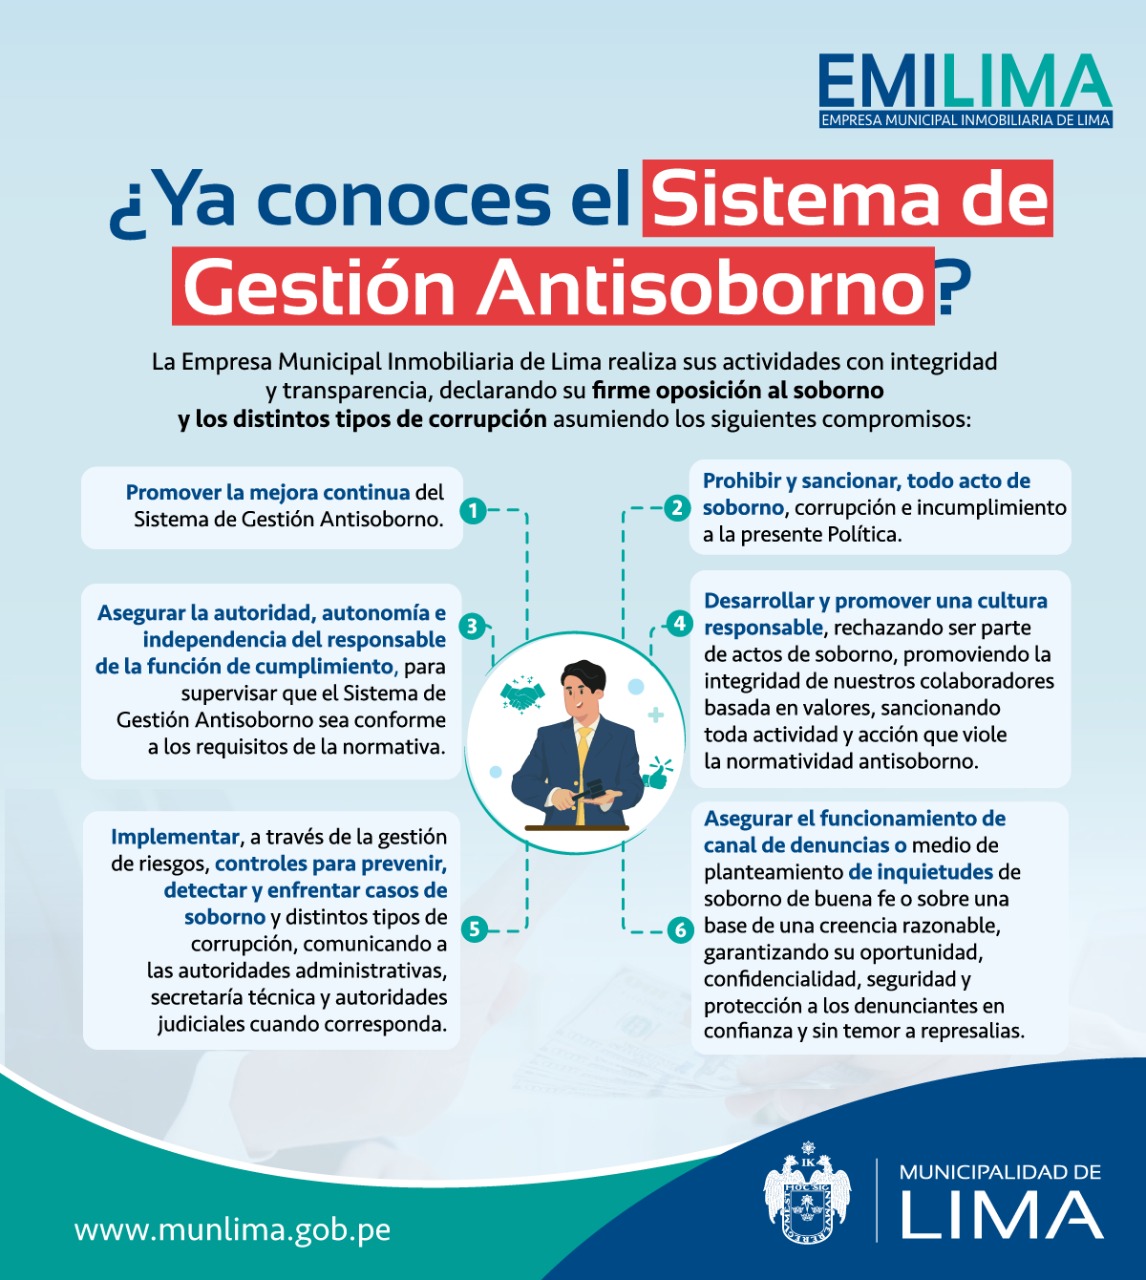 EMILIMA
EMPRESA MUNICIPAL INMOBILIARIA DE LIMA
¿Ya conoces el Sistema de
Gestión Antisoborno?
La Empresa Municipal Inmobiliaria de Lima realiza sus actividades con integridad
y transparencia, declarando su firme oposición al soborno
y los distintos tipos de corrupción asumiendo los siguientes compromisos:
1
Promover la mejora continua del
Sistema de Gestión Antisoborno.
2
Prohibir y sancionar, todo acto de
soborno, corrupción e incumplimiento
a la presente Política.
3
Asegurar la autoridad, autonomía e
independencia del responsable
de la función de cumplimiento, para
supervisar que el Sistema de
Gestión Antisoborno sea conforme
a los requisitos de la normativa.
4
Desarrollar y promover una cultura
responsable, rechazando ser parte
de actos de soborno, promoviendo la
integridad de nuestros colaboradores
basada en valores, sancionando
toda actividad y acción que viole
la normatividad antisoborno.
5
Implementar, a través de la gestión
de riesgos, controles para prevenir,
detectar y enfrentar casos de
soborno y distintos tipos de
corrupción, comunicando a
las autoridades administrativas,
secretaría técnica y autoridades
judiciales cuando corresponda.
6
Asegurar el funcionamiento de
canal de denuncias o medio de
planteamiento de inquietudes de
soborno de buena fe o sobre una
base de una creencia razonable,
garantizando su oportunidad,
confidencialidad, seguridad y
protección a los denunciantes en
confianza y sin temor a represalias.
www.munlima.gob.pe
IK
HOC SIG
MUNICIPALIDAD DE
LIMA